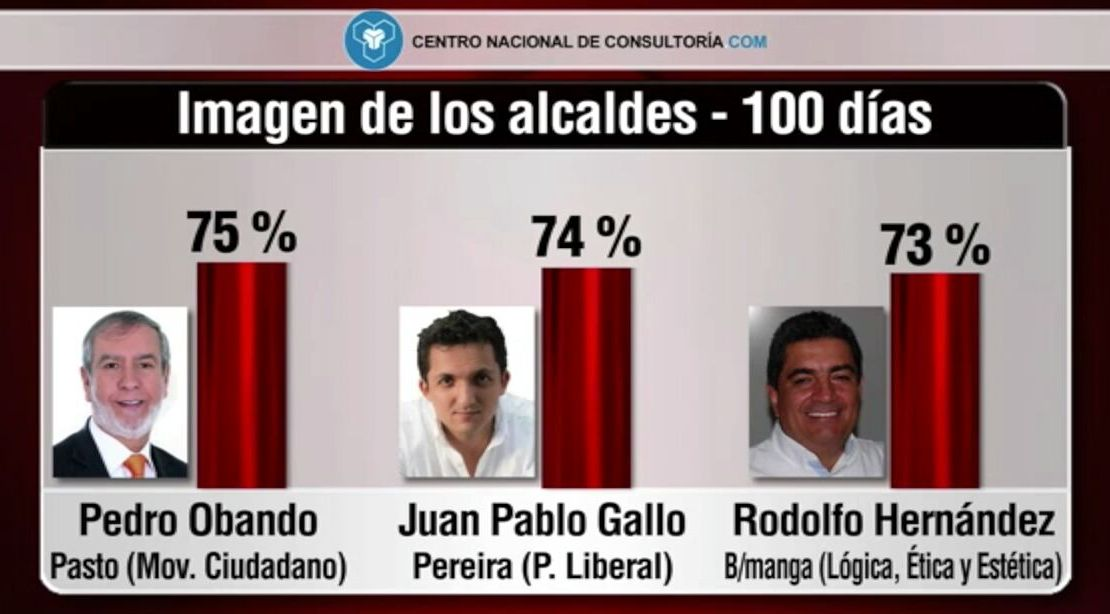 CENTRO NACIONAL DE CONSULTORÍA.COM
Imagen de los alcaldes - 100 días
75 %
74 %
73 %
Pedro Obando
Pasto (Mov. Ciudadano)
Juan Pablo Gallo
Pereira (P. Liberal)
Rodolfo Hernández
B/manga (Lógica, Ética y Estética)